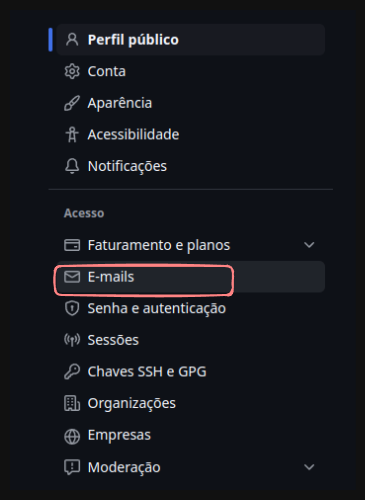 Perfil público
Conta
Aparência
Acessibilidade
Notificações
Acesso
Faturamento e planos
E-mails
Senha e autenticação
Sessões
Chaves SSH e GPG
Organizações
Empresas
Moderação